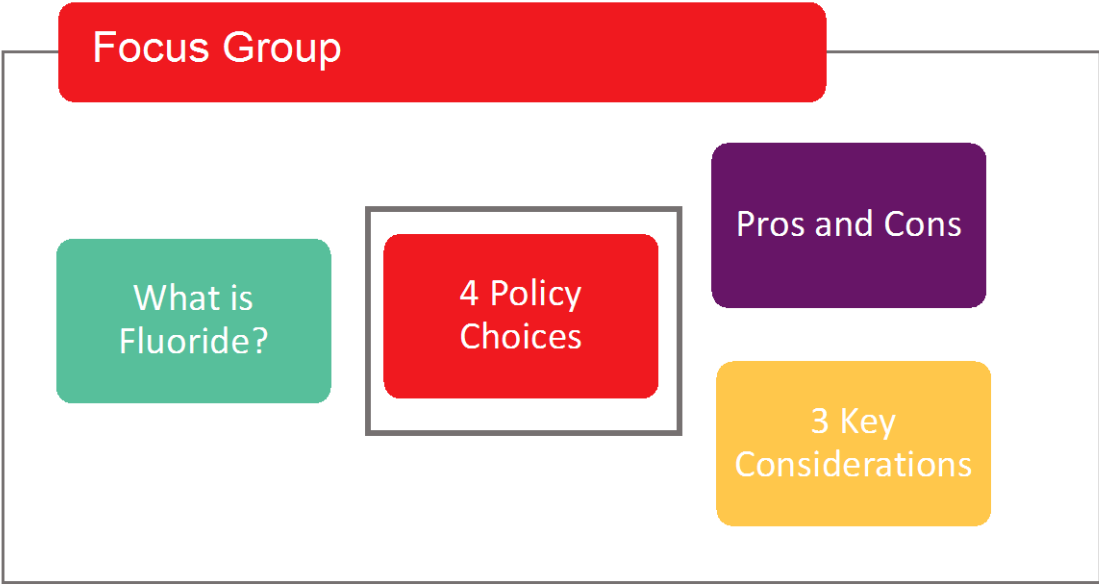 Focus Group
What is
Fluoride?
4 Policy
Choices
Pros and Cons
3 Key
Considerations